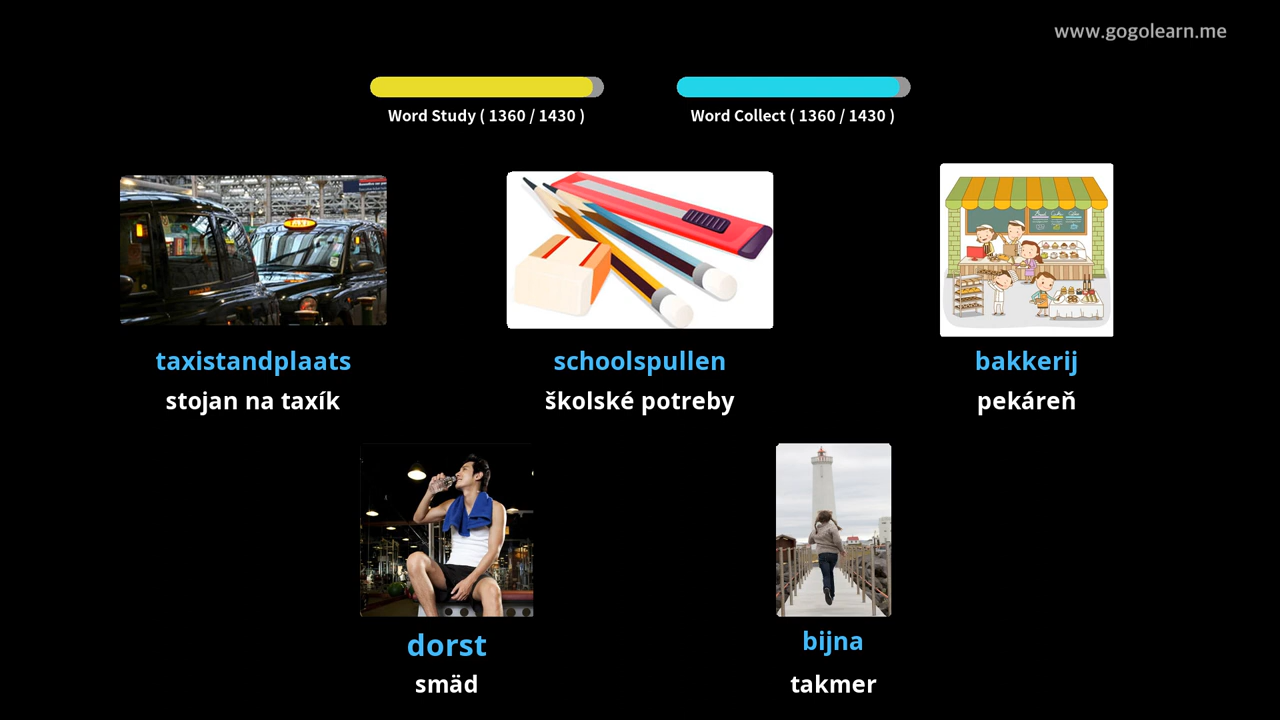 www.gogolearn.me
Word Study ( 1360 / 1430 )
Word Collect ( 1360 / 1430 )
TAXI
taxistandplaats
schoolspullen
bakkerij
stojan na taxík
školské potreby
pekáreň
dorst
bijna
smäd
takmer